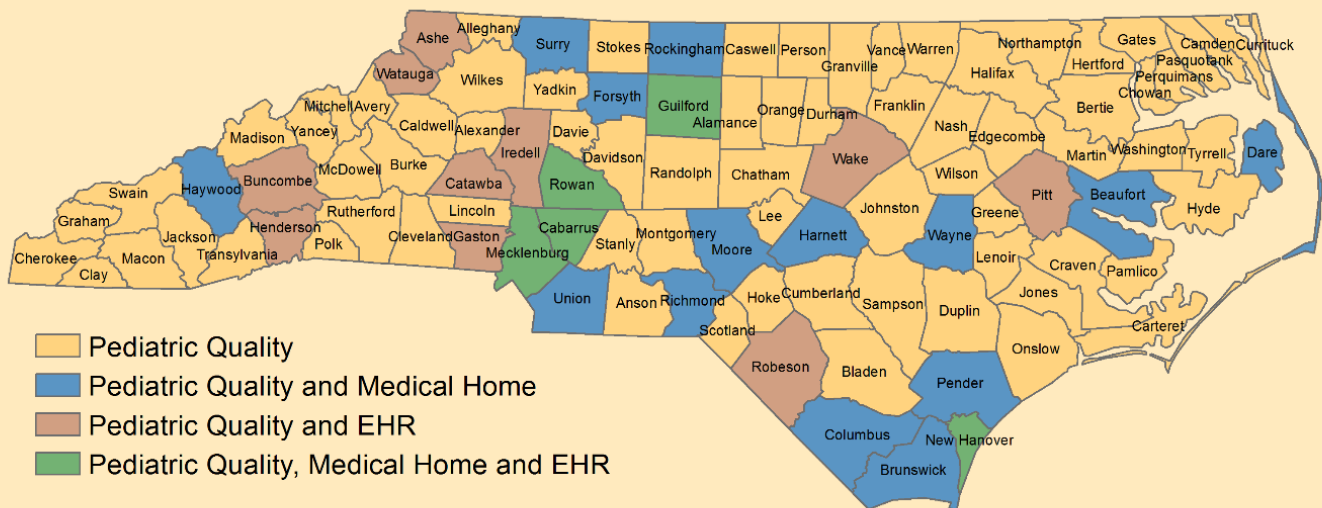 Ashe
Alleghany
Surry
Stokes
Rockingham
Caswell
Person
Granville
Vance
Warren
Northampton
Gates
Camden
Currituck
Pasquotank
Perquimans
Chowan
Hertford
Halifax
Bertie
Watauga
Wilkes
Yadkin
Forsyth
Guilford
Alamance
Orange
Durham
Franklin
Nash
Edgecombe
Martin
Washington
Tyrrell
Dare
Mitchell
Avery
Yancey
Madison
Caldwell
Alexander
Iredell
Davie
Davidson
Randolph
Chatham
Wake
Wilson
Pitt
Beaufort
Hyde
McDowell
Burke
Catawba
Rowan
Buncombe
Haywood
Swain
Graham
Cherokee
Clay
Macon
Jackson
Transylvania
Henderson
Polk
Rutherford
Cleveland
Lincoln
Gaston
Mecklenburg
Cabarrus
Stanly
Montgomery
Moore
Lee
Harnett
Johnston
Wayne
Greene
Lenoir
Craven
Pamlico
Jones
Carteret
Union
Anson
Richmond
Scotland
Hoke
Cumberland
Sampson
Duplin
Onslow
Robeson
Bladen
Pender
Columbus
New Hanover
Brunswick
Pediatric Quality
Pediatric Quality and Medical Home
Pediatric Quality and EHR
Pediatric Quality, Medical Home and EHR